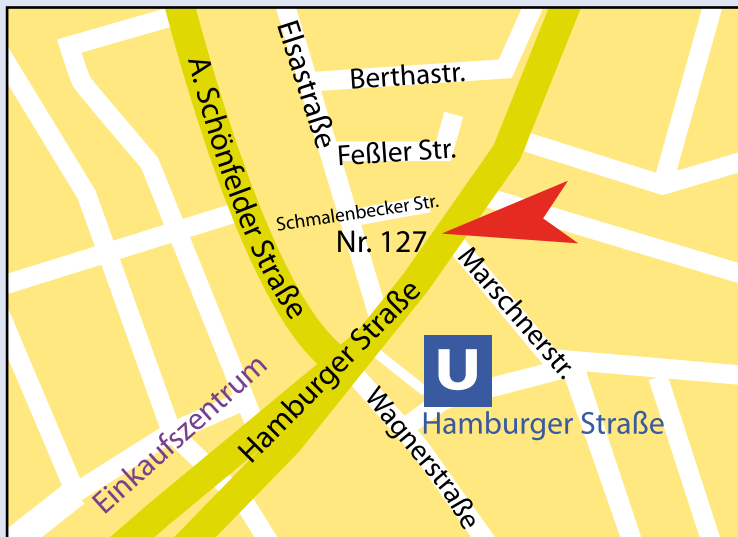 Elsastraße
A. Schönfelder Straße
Berthastr.
Feßler Str.
Schmalenbecker Str.
Nr. 127
Marschnerstr.
Hamburger Straße
U
Hamburger Straße
Einkaufszentrum
Wagnerstraße